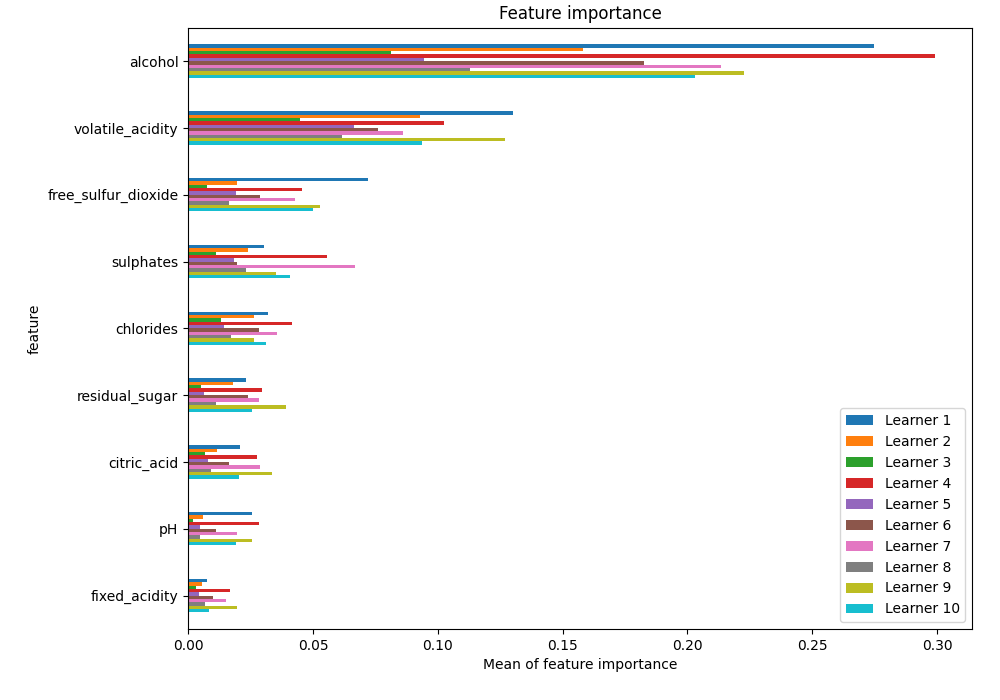 Feature importance
alcohol
volatile_acidity
free_sulfur_dioxide
sulphates
chlorides
residual_sugar
citric_acid
pH
fixed_acidity
feature
Learner 1
Learner 2
Learner 3
Learner 4
Learner 5
Learner 6
Learner 7
Learner 8
Learner 9
Learner 10
0.00 0.05 0.10 0.15 0.20 0.25 0.30
Mean of feature importance